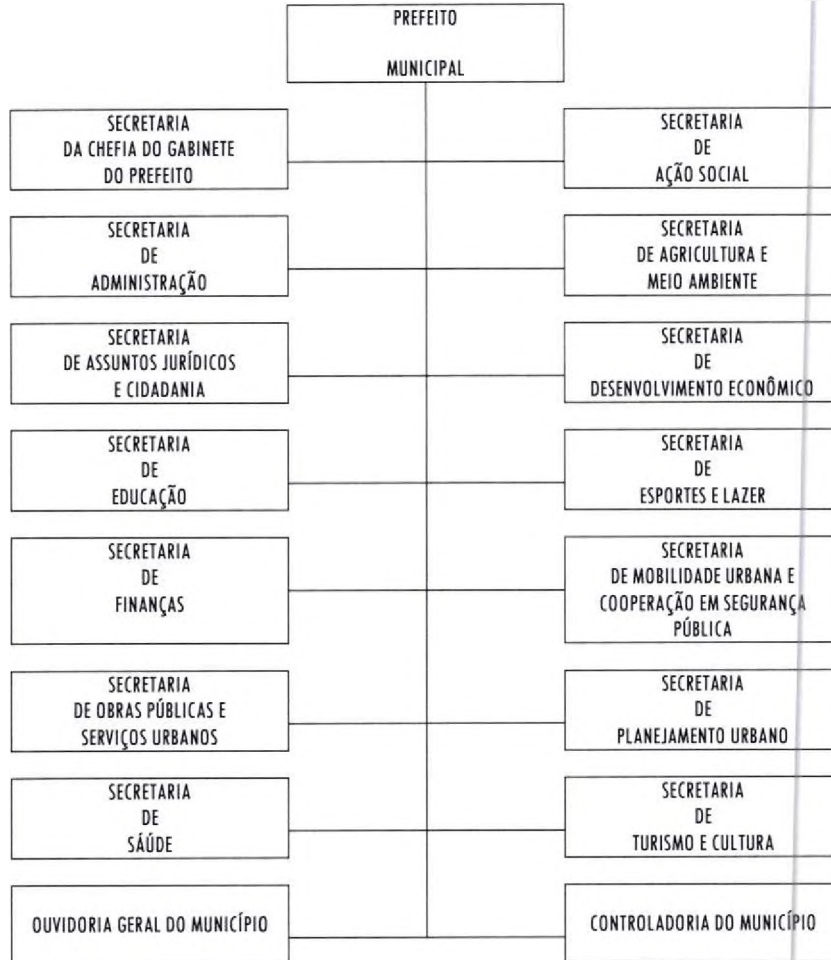 PREFEITO
MUNICIPAL
SECRETARIA
DA CHEFIA DO GABINETE
DO PREFEITO
SECRETARIA
DE
AÇÃO SOCIAL
SECRETARIA
DE
ADMINISTRAÇÃO
SECRETARIA
DE AGRICULTURA E
MEIO AMBIENTE
SECRETARIA
DE ASSUNTOS JURÍDICOS
E CIDADANIA
SECRETARIA
DE
DESENVOLVIMENTO ECONÔMICO
SECRETARIA
DE
EDUCAÇÃO
SECRETARIA
DE
ESPORTES E LAZER
SECRETARIA
DE
FINANÇAS
SECRETARIA
DE MOBILIDADE URBANA E
COOPERAÇÃO EM SEGURANÇA
PÚBLICA
SECRETARIA
DE OBRAS PÚBLICAS E
SERVIÇOS URBANOS
SECRETARIA
DE
PLANEJAMENTO URBANO
SECRETARIA
DE
SÁÚDE
SECRETARIA
DE
TURISMO E CULTURA
OUVIDORIA GERAL DO MUNICÍPIO
CONTROLADORIA DO MUNICÍPIO